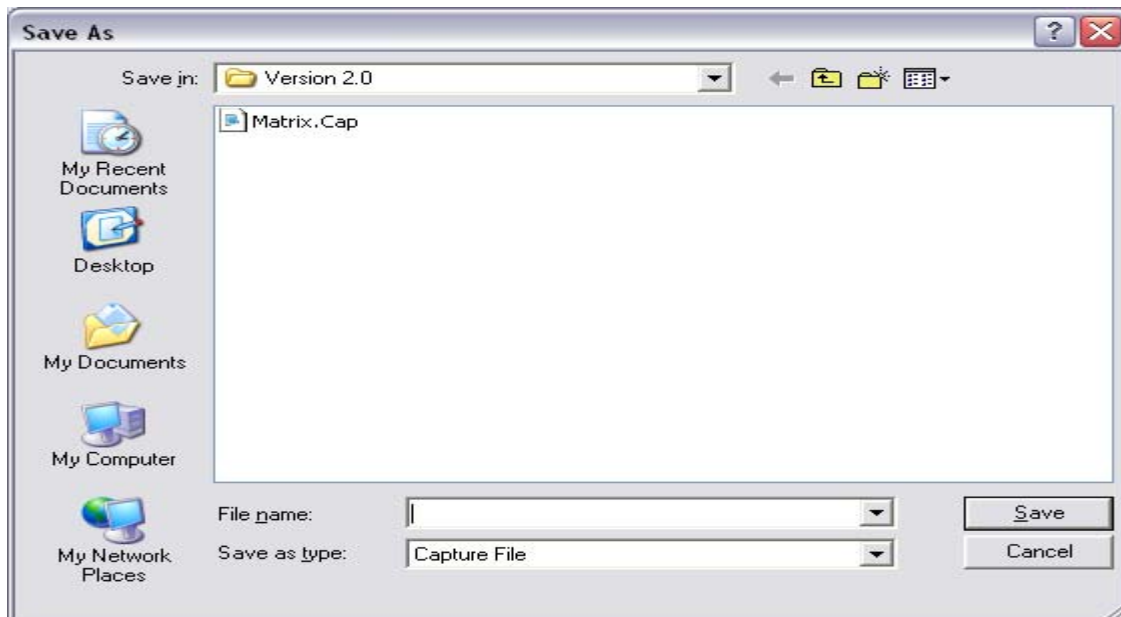 Save As
Save in: Version 2.0
Matrix.Cap
My Recent
Documents
Desktop
My Documents
My Computer
My Network
Places
File name:
Save
Save as type: Capture File
Cancel